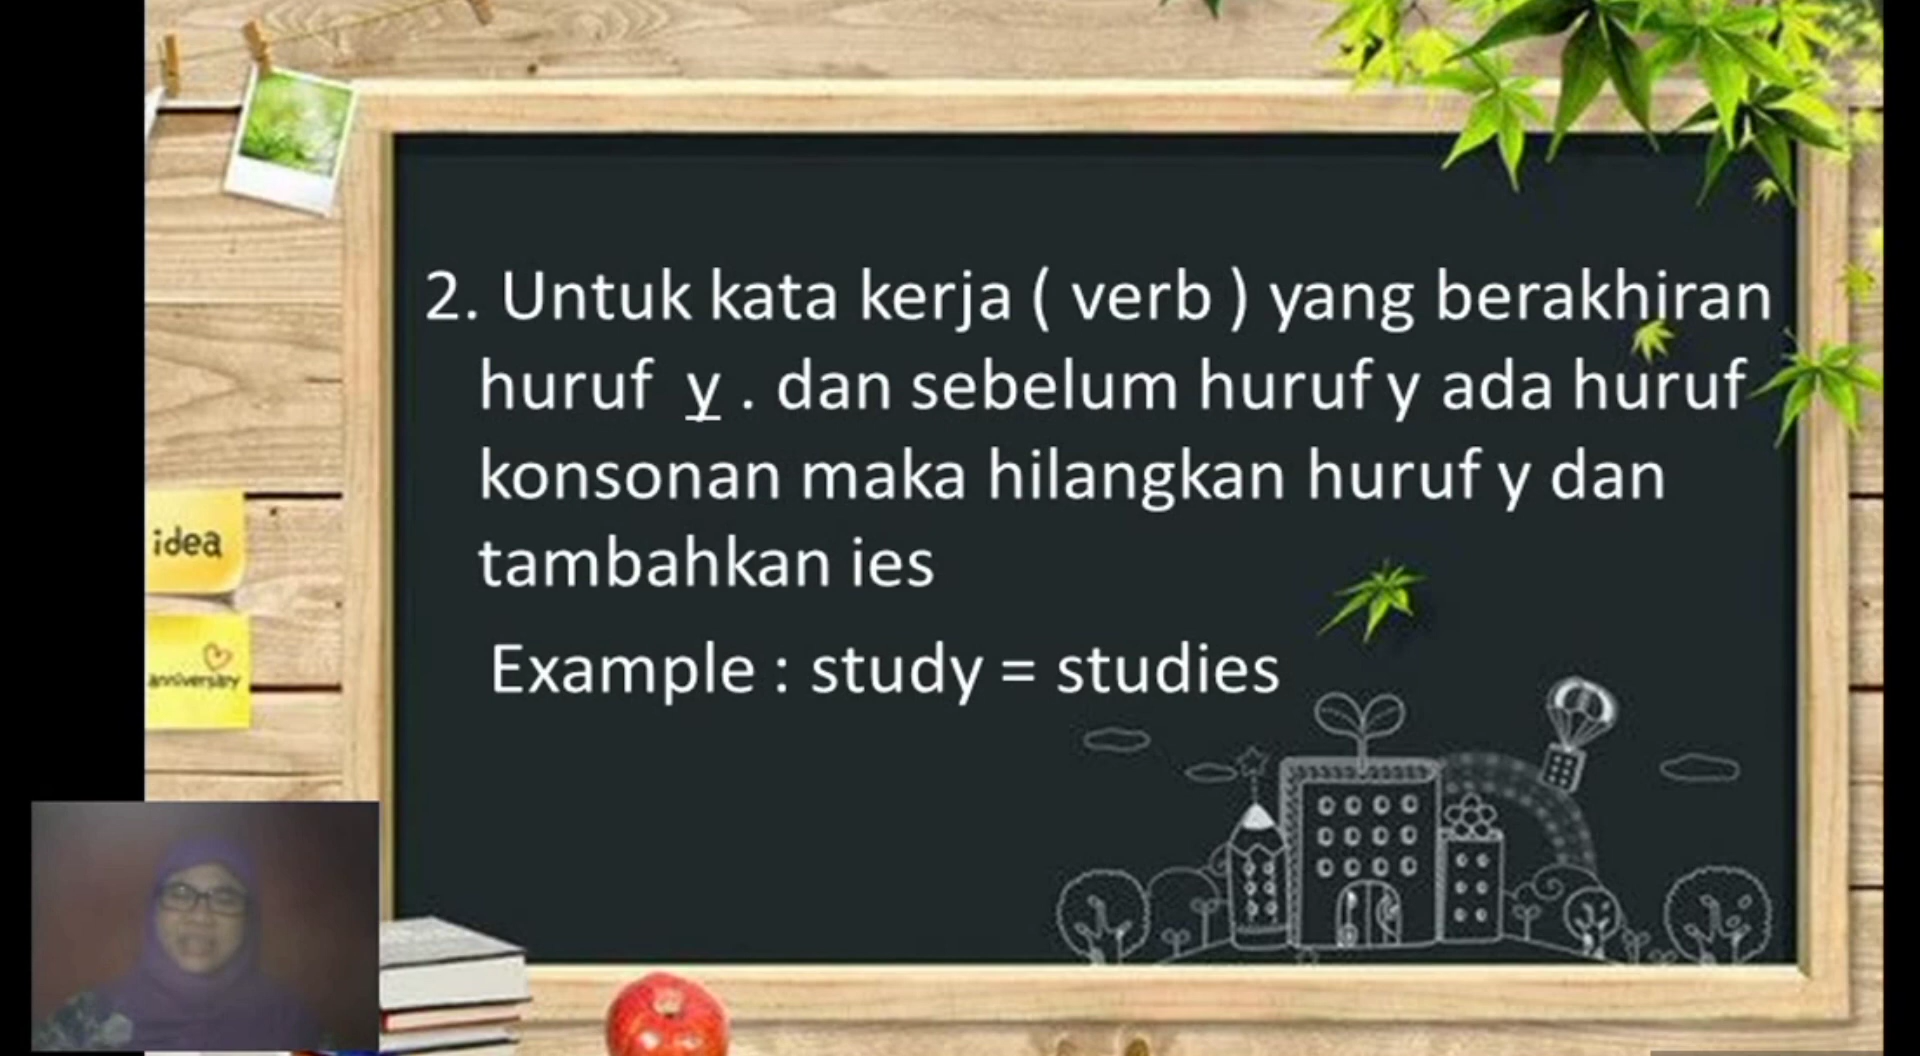 2. Untuk kata kerja ( verb ) yang berakhiran
huruf y . dan sebelum huruf y ada huruf
konsonan maka hilangkan huruf y dan
tambahkan ies
Example : study = studies
idea
anniversary